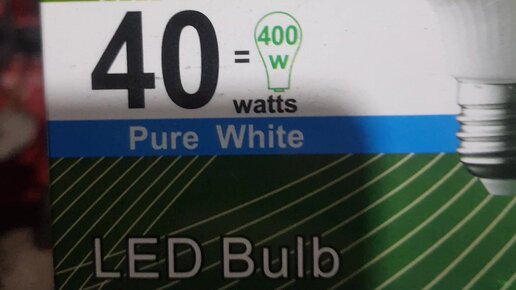 40 watts = 400 W
Pure White
LED Bulb